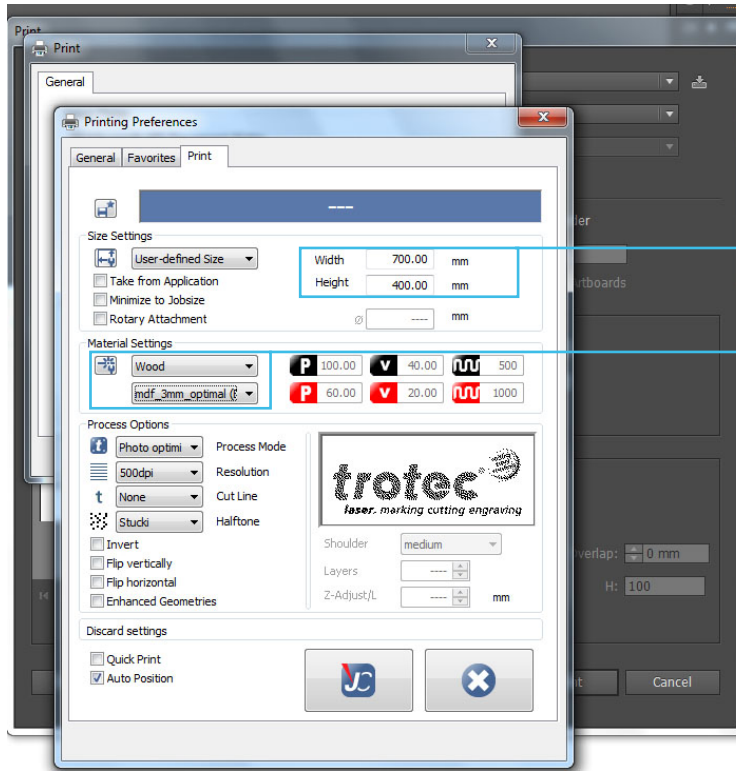 Print
Print
General
Printing Preferences
General Favorites Print
---
Size Settings
User-defined Size
Width 700.00 mm
Take from Application
Height 400.00 mm
Minimize to Jobsize
Rotary Attachment
Ø ---- mm
Material Settings
Wood
P 100.00 v 40.00 500
mdf_3mm_optimal (
P 60.00 v 20.00 1000
Process Options
Photo optimi Process Mode
500dpi Resolution
t None Cut Line
Stucki Halftone
trotec
laser. marking cutting engraving
Invert
Flip vertically
Flip horizontal
Enhanced Geometries
Shoulder medium
Layers ----
Z-Adjust/L ---- mm
Discard settings
Quick Print
Auto Position
JC
Overlap: 0 mm
H: 100
Cancel